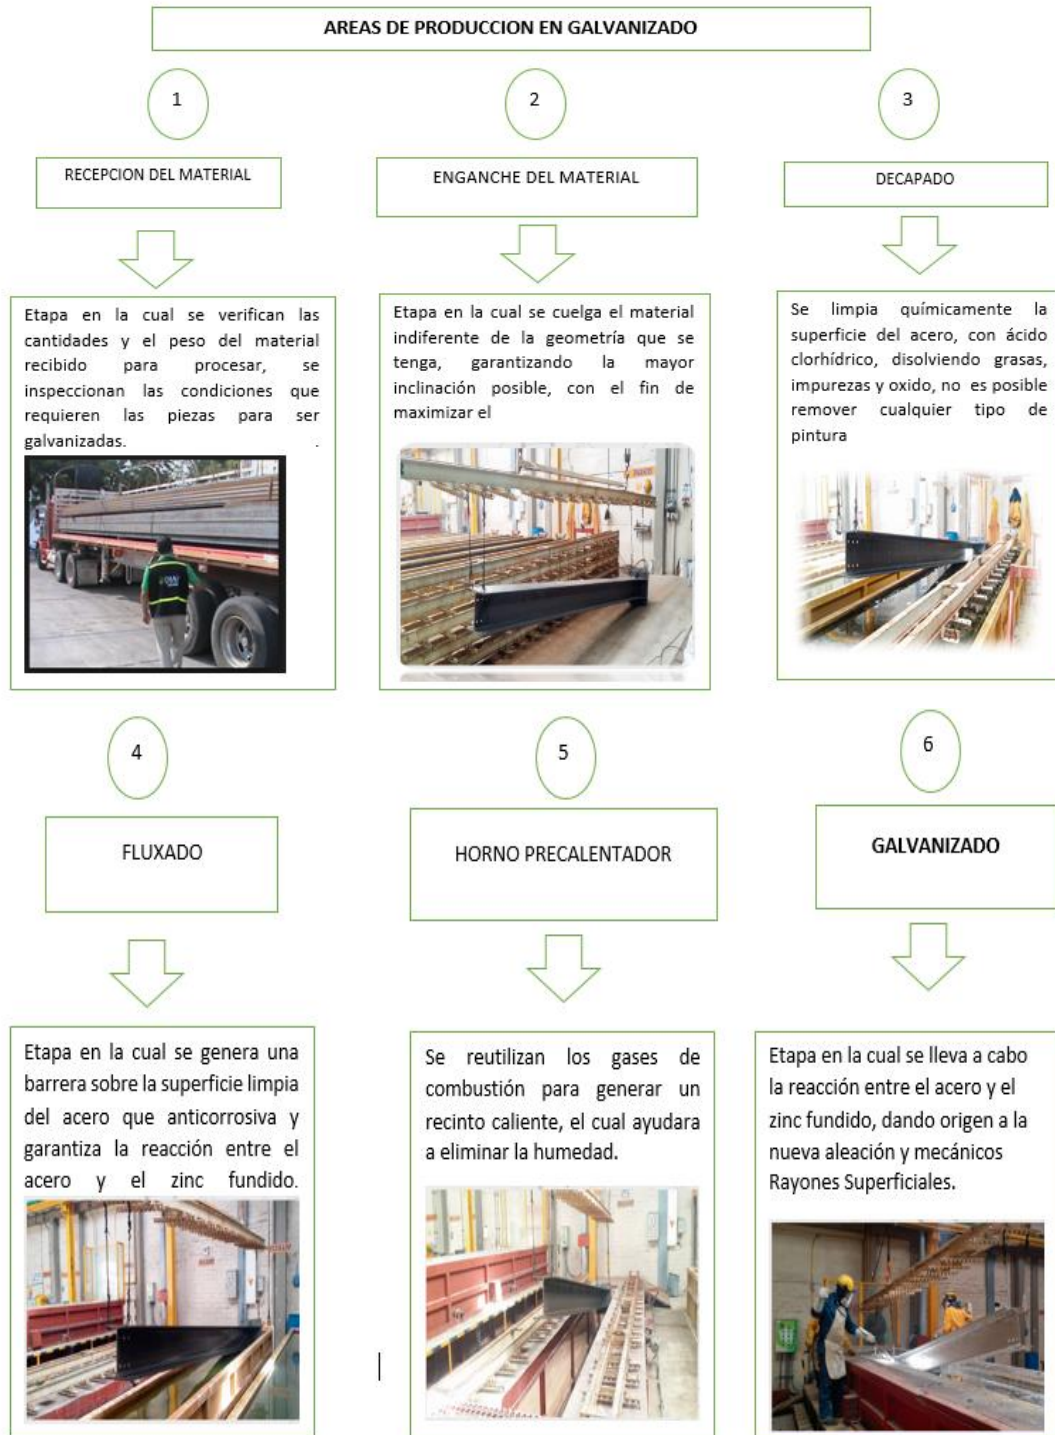 AREAS DE PRODUCCION EN GALVANIZADO
1
RECEPCION DEL MATERIAL
Etapa en la cual se verifican las
cantidades y el peso del material
recibido para procesar, se
inspeccionan las condiciones que
requieren las piezas para ser
galvanizadas. .
2
ENGANCHE DEL MATERIAL
Etapa en la cual se cuelga el material
indiferente de la geometría que se
tenga, garantizando la mayor
inclinación posible, con el fin de
maximizar el
3
DECAPADO
Se limpia químicamente la
superficie del acero, con ácido
clorhídrico, disolviendo grasas,
impurezas y oxido, no es posible
remover cualquier tipo de
pintura
4
FLUXADO
Etapa en la cual se genera una
barrera sobre la superficie limpia
del acero que anticorrosiva y
garantiza la reacción entre el
acero y el zinc fundido.
5
HORNO PRECALENTADOR
Se reutilizan los gases de
combustión para generar un
recinto caliente, el cual ayudara
a eliminar la humedad.
6
GALVANIZADO
Etapa en la cual se lleva a cabo
la reacción entre el acero y el
zinc fundido, dando origen a la
nueva aleación y mecánicos
Rayones Superficiales.